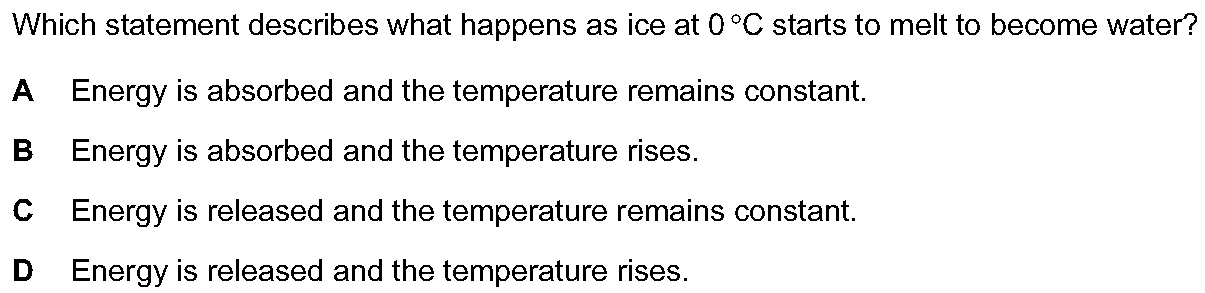 Which statement describes what happens as ice at 0 °C starts to melt to become water?
A Energy is absorbed and the temperature remains constant.
B Energy is absorbed and the temperature rises.
C Energy is released and the temperature remains constant.
D Energy is released and the temperature rises.